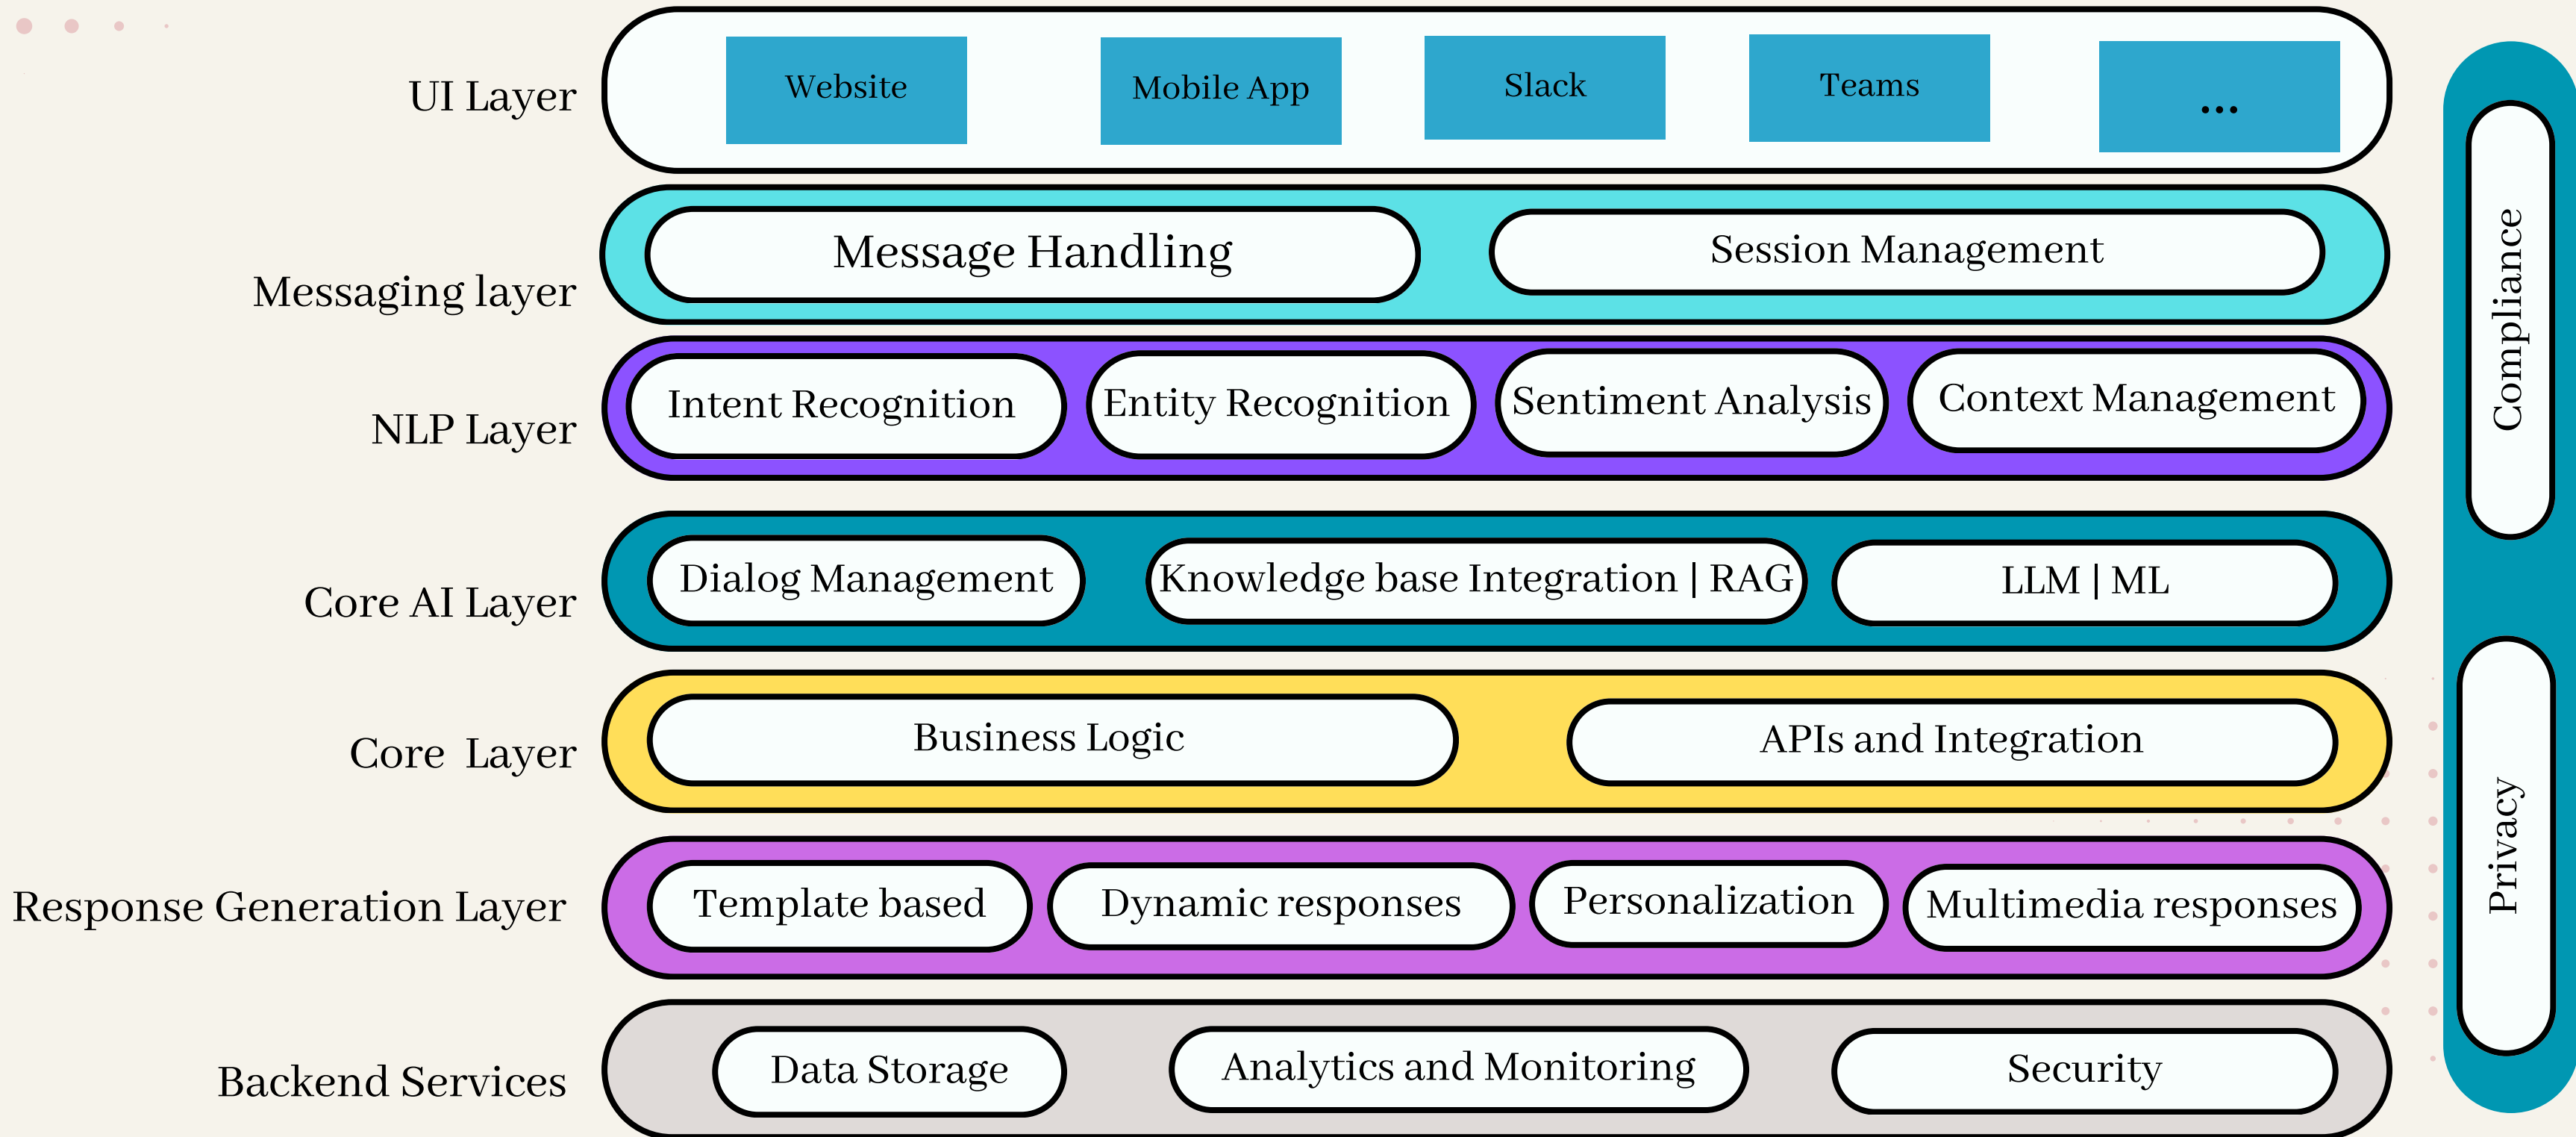 UI Layer
Website
Mobile App
Slack
Teams
...
Messaging layer
Message Handling
Session Management
NLP Layer
Intent Recognition
Entity Recognition
Sentiment Analysis
Context Management
Core AI Layer
Dialog Management
Knowledge base Integration | RAG
LLM | ML
Core Layer
Business Logic
APIs and Integration
Response Generation Layer
Template based
Dynamic responses
Personalization
Multimedia responses
Backend Services
Data Storage
Analytics and Monitoring
Security
Compliance
Privacy